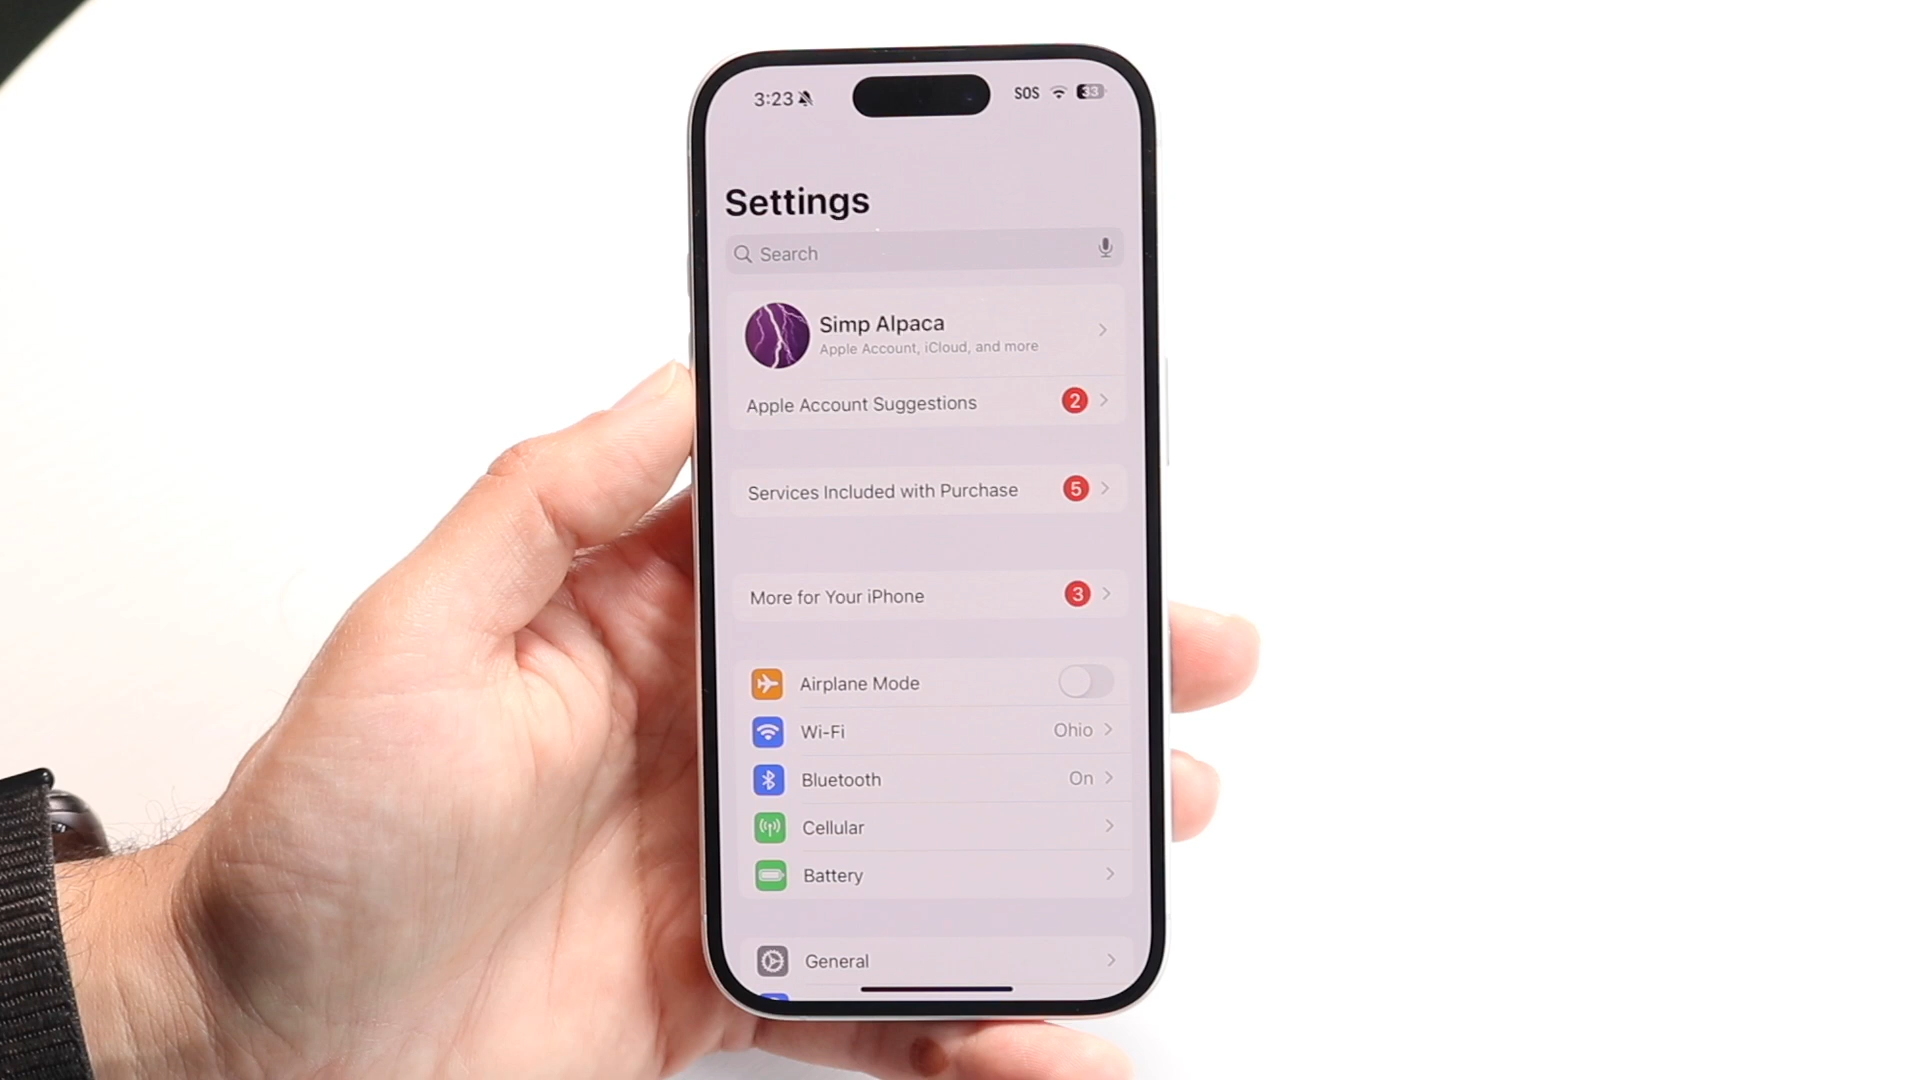 3:23 SOS 33
Settings
Search
Simp Alpaca
Apple Account, iCloud, and more
Apple Account Suggestions 2
Services Included with Purchase 5
More for Your iPhone 3
Airplane Mode
Wi-Fi Ohio
Bluetooth On
Cellular
Battery
General